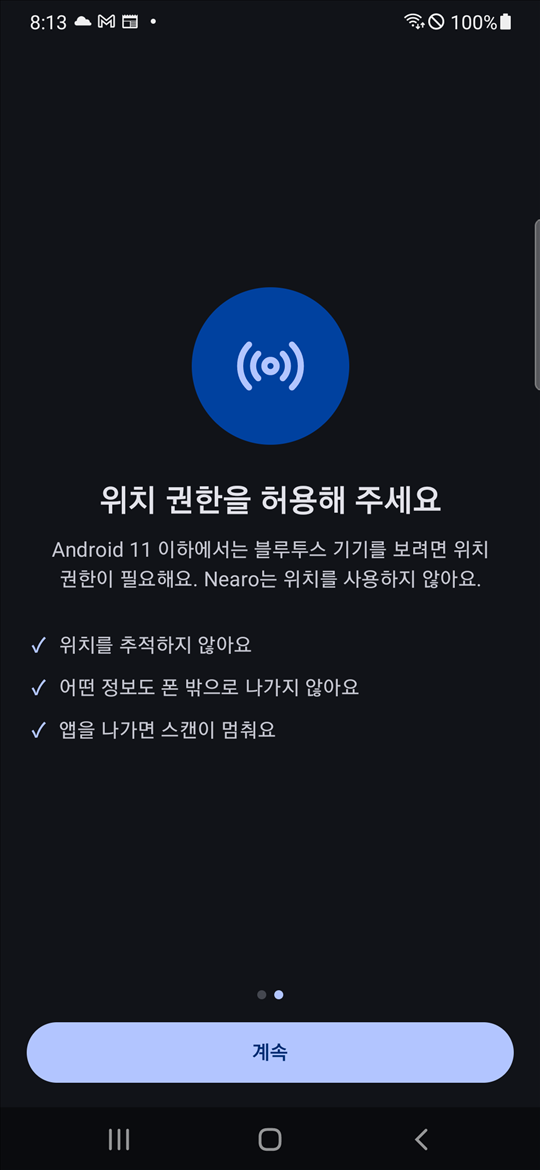 8:13
100%
위치 권한을 허용해 주세요
Android 11 이하에서는 블루투스 기기를 보려면 위치
권한이 필요해요. Nearo는 위치를 사용하지 않아요.
✓ 위치를 추적하지 않아요
✓ 어떤 정보도 폰 밖으로 나가지 않아요
✓ 앱을 나가면 스캔이 멈춰요
계속